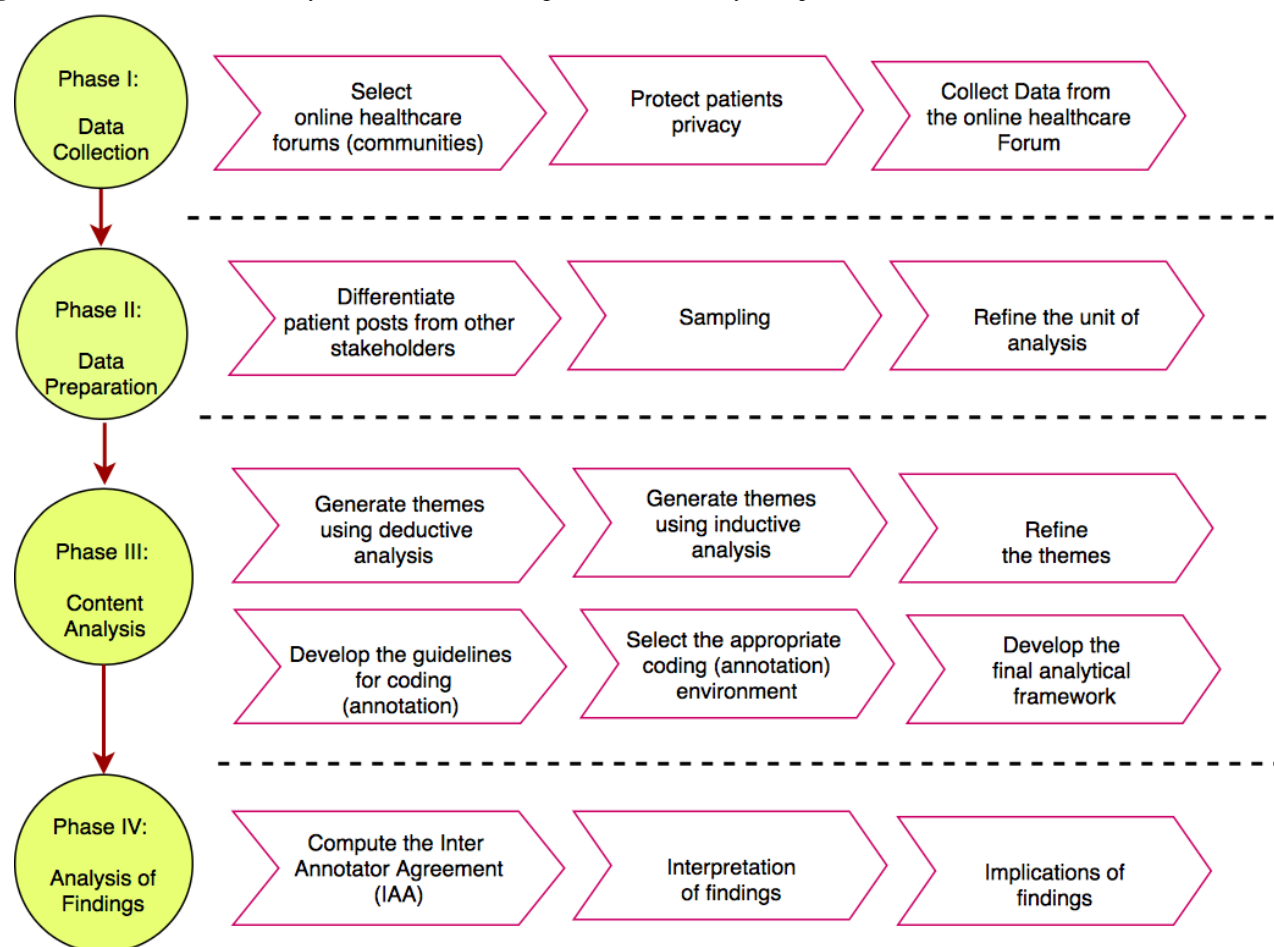 Phase I:
Data
Collection
Select
online healthcare
forums (communities)
Protect patients
privacy
Collect Data from
the online healthcare
Forum
Phase II:
Data
Preparation
Differentiate
patient posts from other
stakeholders
Sampling
Refine the unit of
analysis
Phase III:
Content
Analysis
Generate themes
using deductive
analysis
Generate themes
using inductive
analysis
Refine
the themes
Develop the guidelines
for coding
(annotation)
Select the appropriate
coding (annotation)
environment
Develop the
final analytical
framework
Phase IV:
Analysis of
Findings
Compute the Inter
Annotator Agreement
(IAA)
Interpretation
of findings
Implications of
findings